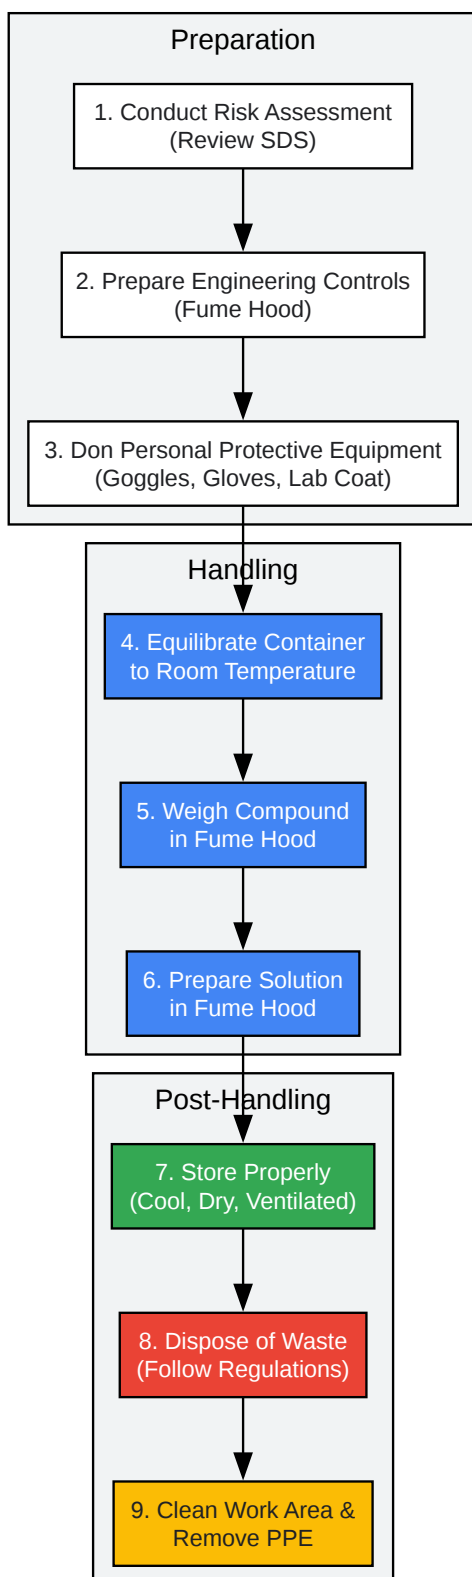 Preparation
1. Conduct Risk Assessment
(Review SDS)
2. Prepare Engineering Controls
(Fume Hood)
3. Don Personal Protective Equipment
(Goggles, Gloves, Lab Coat)
Handling
4. Equilibrate Container
to Room Temperature
5. Weigh Compound
in Fume Hood
6. Prepare Solution
in Fume Hood
Post-Handling
7. Store Properly
(Cool, Dry, Ventilated)
8. Dispose of Waste
(Follow Regulations)
9. Clean Work Area &
Remove PPE